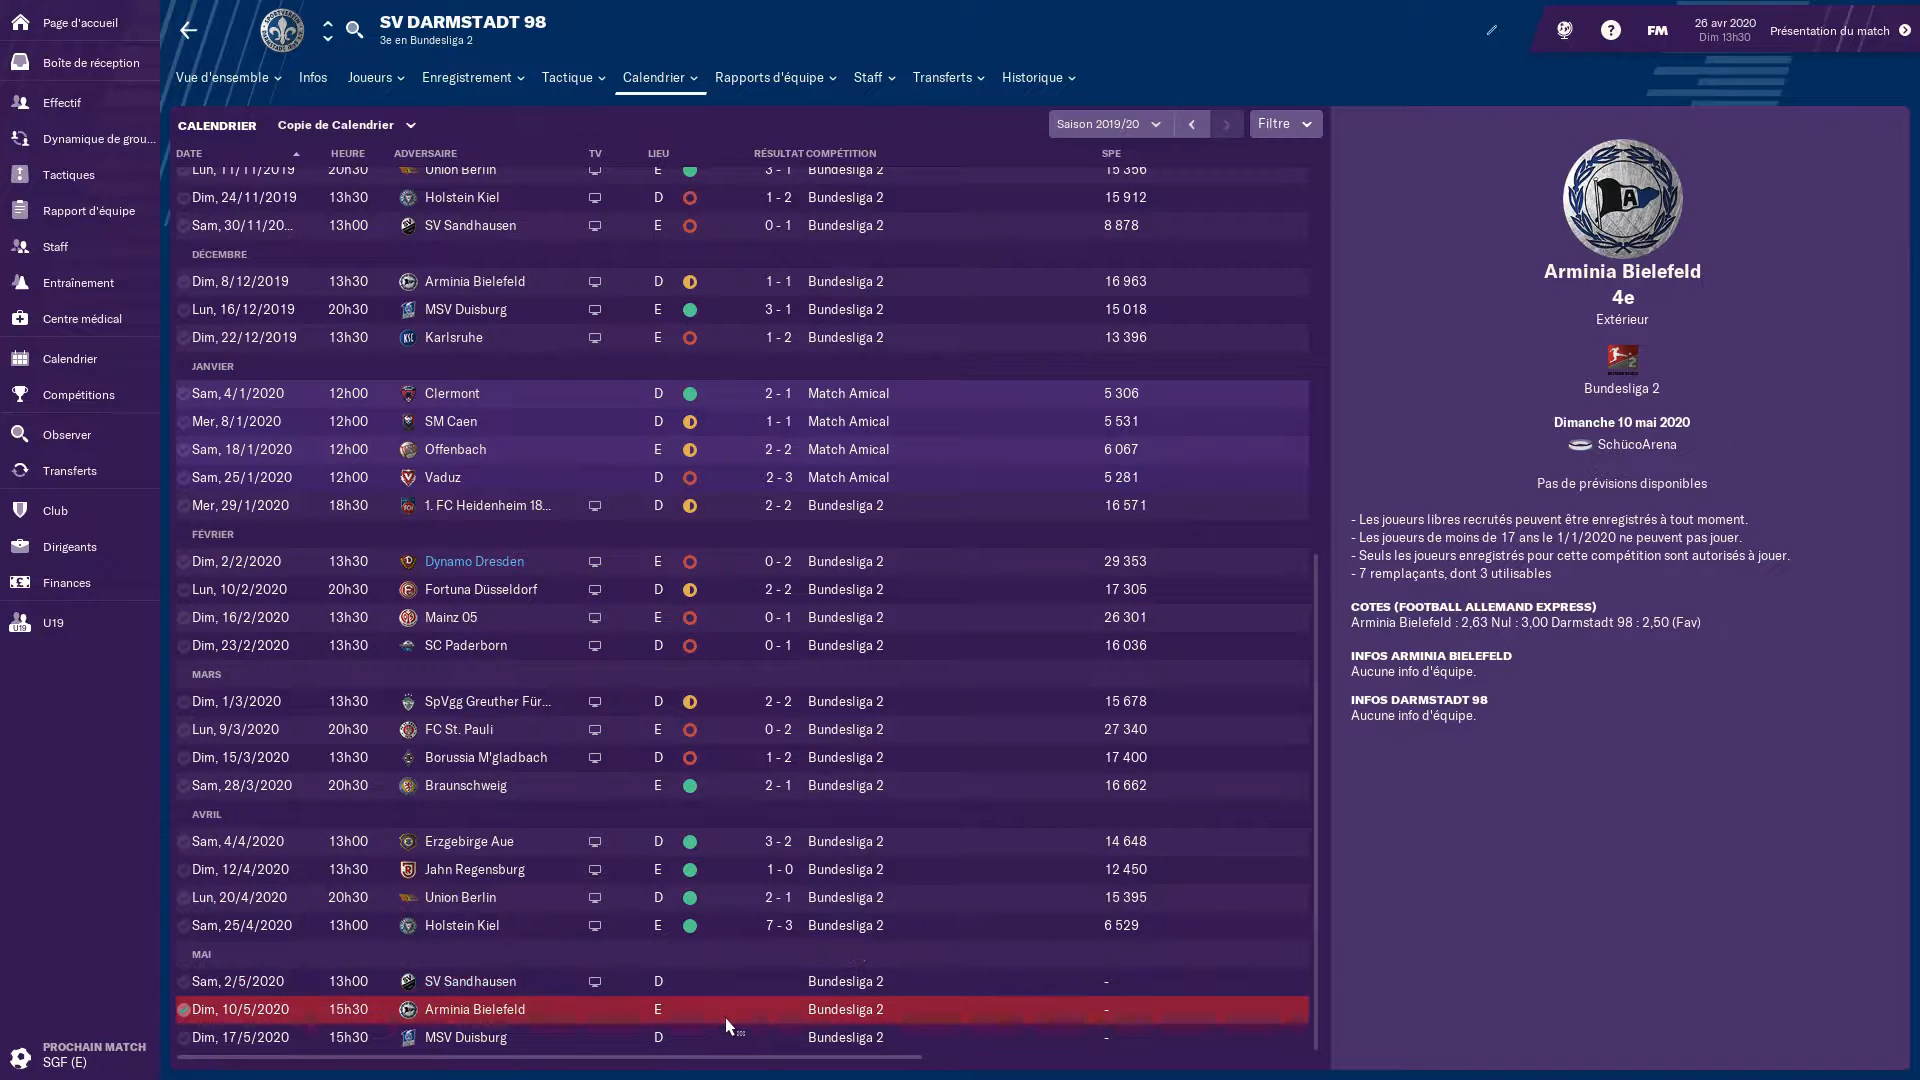 Page d'accueil
Boîte de réception
Effectif
Dynamique de grou...
Tactiques
Rapport d'équipe
Staff
Entraînement
Centre médical
Calendrier
Compétitions
Observer
Transferts
Club
Dirigeants
Finances
U19
U19
PROCHAIN MATCH
SGF (E)
SV DARMSTADT 98
3e en Bundesliga 2
FM
26 avr 2020
Dim 13h30
Présentation du match
Vue d'ensemble Infos Joueurs Enregistrement Tactique Calendrier Rapports d'équipe Staff Transferts Historique
CALENDRIER Copie de Calendrier Saison 2019/20 Filtre
DATE HEURE ADVERSAIRE TV LIEU RÉSULTAT COMPÉTITION SPE
Lun, 11/11/2019 20h30 Union Berlin E 3 - 1 Bundesliga 2 15 356
Dim, 24/11/2019 13h30 Holstein Kiel D 1 - 2 Bundesliga 2 15 912
Sam, 30/11/20... 13h00 SV Sandhausen E 0 - 1 Bundesliga 2 8 878
DÉCEMBRE
Dim, 8/12/2019 13h30 Arminia Bielefeld D 1 - 1 Bundesliga 2 16 963
Lun, 16/12/2019 20h30 MSV Duisburg E 3 - 1 Bundesliga 2 15 018
Dim, 22/12/2019 13h30 Karlsruhe E 1 - 2 Bundesliga 2 13 396
JANVIER
Sam, 4/1/2020 12h00 Clermont D 2 - 1 Match Amical 5 306
Mer, 8/1/2020 12h00 SM Caen D 1 - 1 Match Amical 5 531
Sam, 18/1/2020 12h00 Offenbach E 2 - 2 Match Amical 6 067
Sam, 25/1/2020 12h00 Vaduz D 2 - 3 Match Amical 5 281
Mer, 29/1/2020 18h30 1. FC Heidenheim 18... D 2 - 2 Bundesliga 2 16 571
FÉVRIER
Dim, 2/2/2020 13h30 Dynamo Dresden E 0 - 2 Bundesliga 2 29 353
Lun, 10/2/2020 20h30 Fortuna Düsseldorf D 2 - 2 Bundesliga 2 17 305
Dim, 16/2/2020 13h30 Mainz 05 E 0 - 1 Bundesliga 2 26 301
Dim, 23/2/2020 13h30 SC Paderborn D 0 - 1 Bundesliga 2 16 036
MARS
Dim, 1/3/2020 13h30 SpVgg Greuther Für... D 2 - 2 Bundesliga 2 15 678
Lun, 9/3/2020 20h30 FC St. Pauli E 0 - 2 Bundesliga 2 27 340
Dim, 15/3/2020 13h30 Borussia M'gladbach D 1 - 2 Bundesliga 2 17 400
Sam, 28/3/2020 20h30 Braunschweig E 2 - 1 Bundesliga 2 16 662
AVRIL
Sam, 4/4/2020 13h00 Erzgebirge Aue D 3 - 2 Bundesliga 2 14 648
Dim, 12/4/2020 13h30 Jahn Regensburg E 1 - 0 Bundesliga 2 12 450
Lun, 20/4/2020 20h30 Union Berlin D 2 - 1 Bundesliga 2 15 395
Sam, 25/4/2020 13h00 Holstein Kiel E 7 - 3 Bundesliga 2 6 529
MAI
Sam, 2/5/2020 13h00 SV Sandhausen D Bundesliga 2 -
Dim, 10/5/2020 15h30 Arminia Bielefeld E Bundesliga 2 -
Dim, 17/5/2020 15h30 MSV Duisburg D Bundesliga 2 -
A
Arminia Bielefeld
4e
Extérieur
Bundesliga 2
Dimanche 10 mai 2020
SchücoArena
Pas de prévisions disponibles
- Les joueurs libres recrutés peuvent être enregistrés à tout moment.
- Les joueurs de moins de 17 ans le 1/1/2020 ne peuvent pas jouer.
- Seuls les joueurs enregistrés pour cette compétition sont autorisés à jouer.
- 7 remplaçants, dont 3 utilisables
COTES (FOOTBALL ALLEMAND EXPRESS)
Arminia Bielefeld : 2,63 Nul : 3,00 Darmstadt 98 : 2,50 (Fav)
INFOS ARMINIA BIELEFELD
Aucune info d'équipe.
INFOS DARMSTADT 98
Aucune info d'équipe.